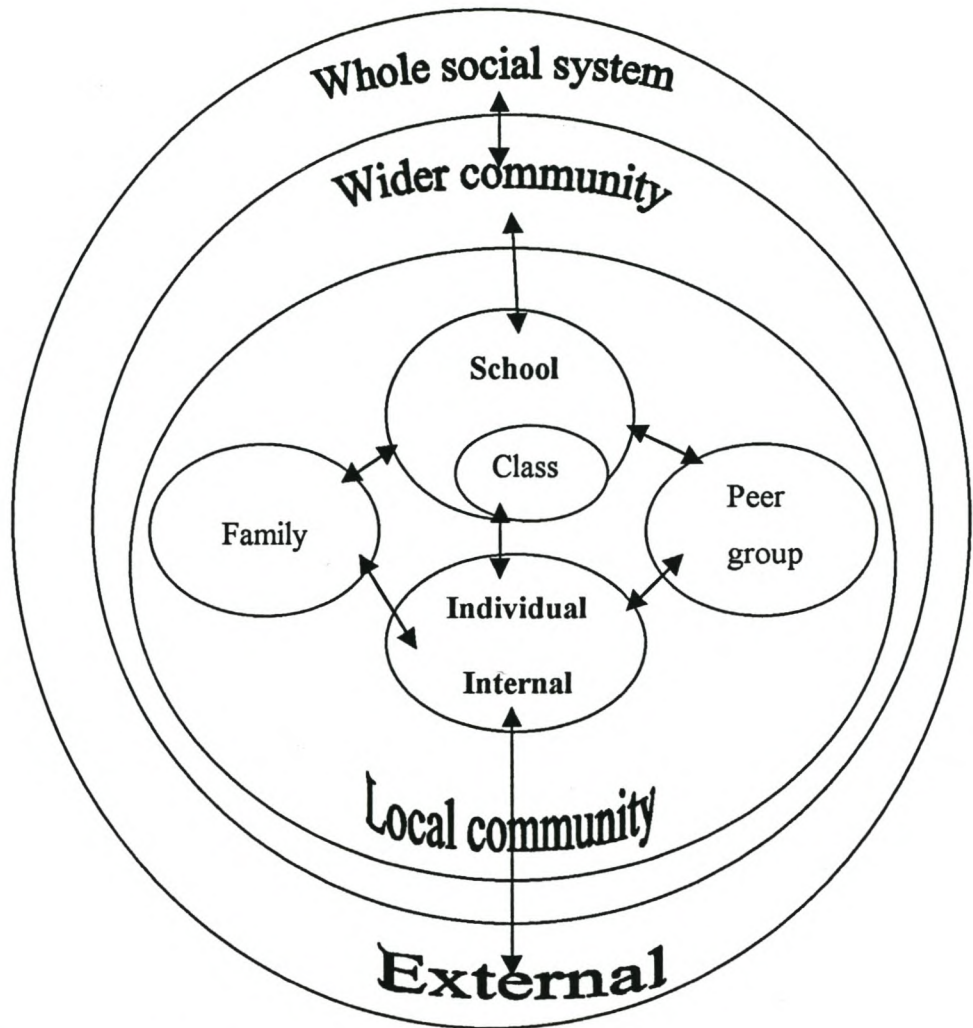 Whole social system
Wider community
School
Class
Family
Peer
group
Individual
Internal
Local community
External